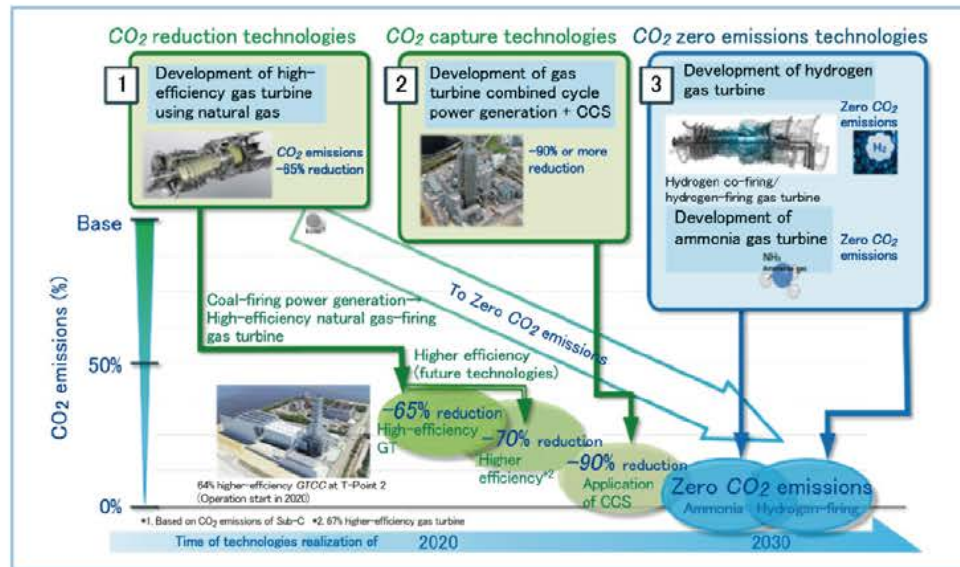 CO2 reduction technologies
1
Development of high-
efficiency gas turbine
using natural gas
CO2 emissions
-65% reduction
CO2 capture technologies
2
Development of gas
turbine combined cycle
power generation + CCS
-90% or more
reduction
CO2 zero emissions technologies
3
Development of hydrogen
gas turbine
Zero CO2
emissions
H2
Hydrogen co-firing/
hydrogen-firing gas turbine
Development of
ammonia gas turbine
Zero CO2
emissions
NH3
Ammonia gas
CO2 emissions (%)
Base
50%
0%
To Zero CO2 emissions
Coal-firing power generation→
High-efficiency natural gas-firing
gas turbine
Higher efficiency
(future technologies)
-65% reduction
High-efficiency
GT
-70% reduction
Higher
efficiency*2
-90% reduction
Application
of CCS
Zero CO2 emissions
Ammonia
Hydrogen-firing
64% higher-efficiency GTCC at T-Point 2
(Operation start in 2020)
*1. Based on CO2 emissions of Sub-C *2. 67% higher-efficiency gas turbine
Time of technologies realization of
2020
2030